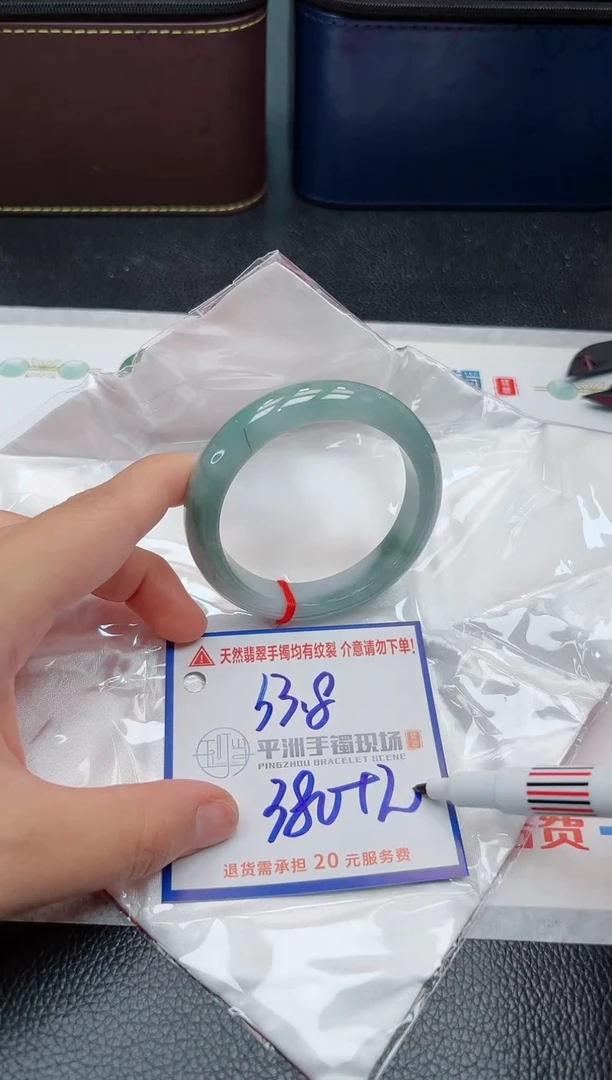 天然翡翠手镯均有纹裂 介意请勿下单!
53.8
平洲手镯现场
PINGZHOU BRACELET SCENE
380+2
退货需承担 20 元服务费
费